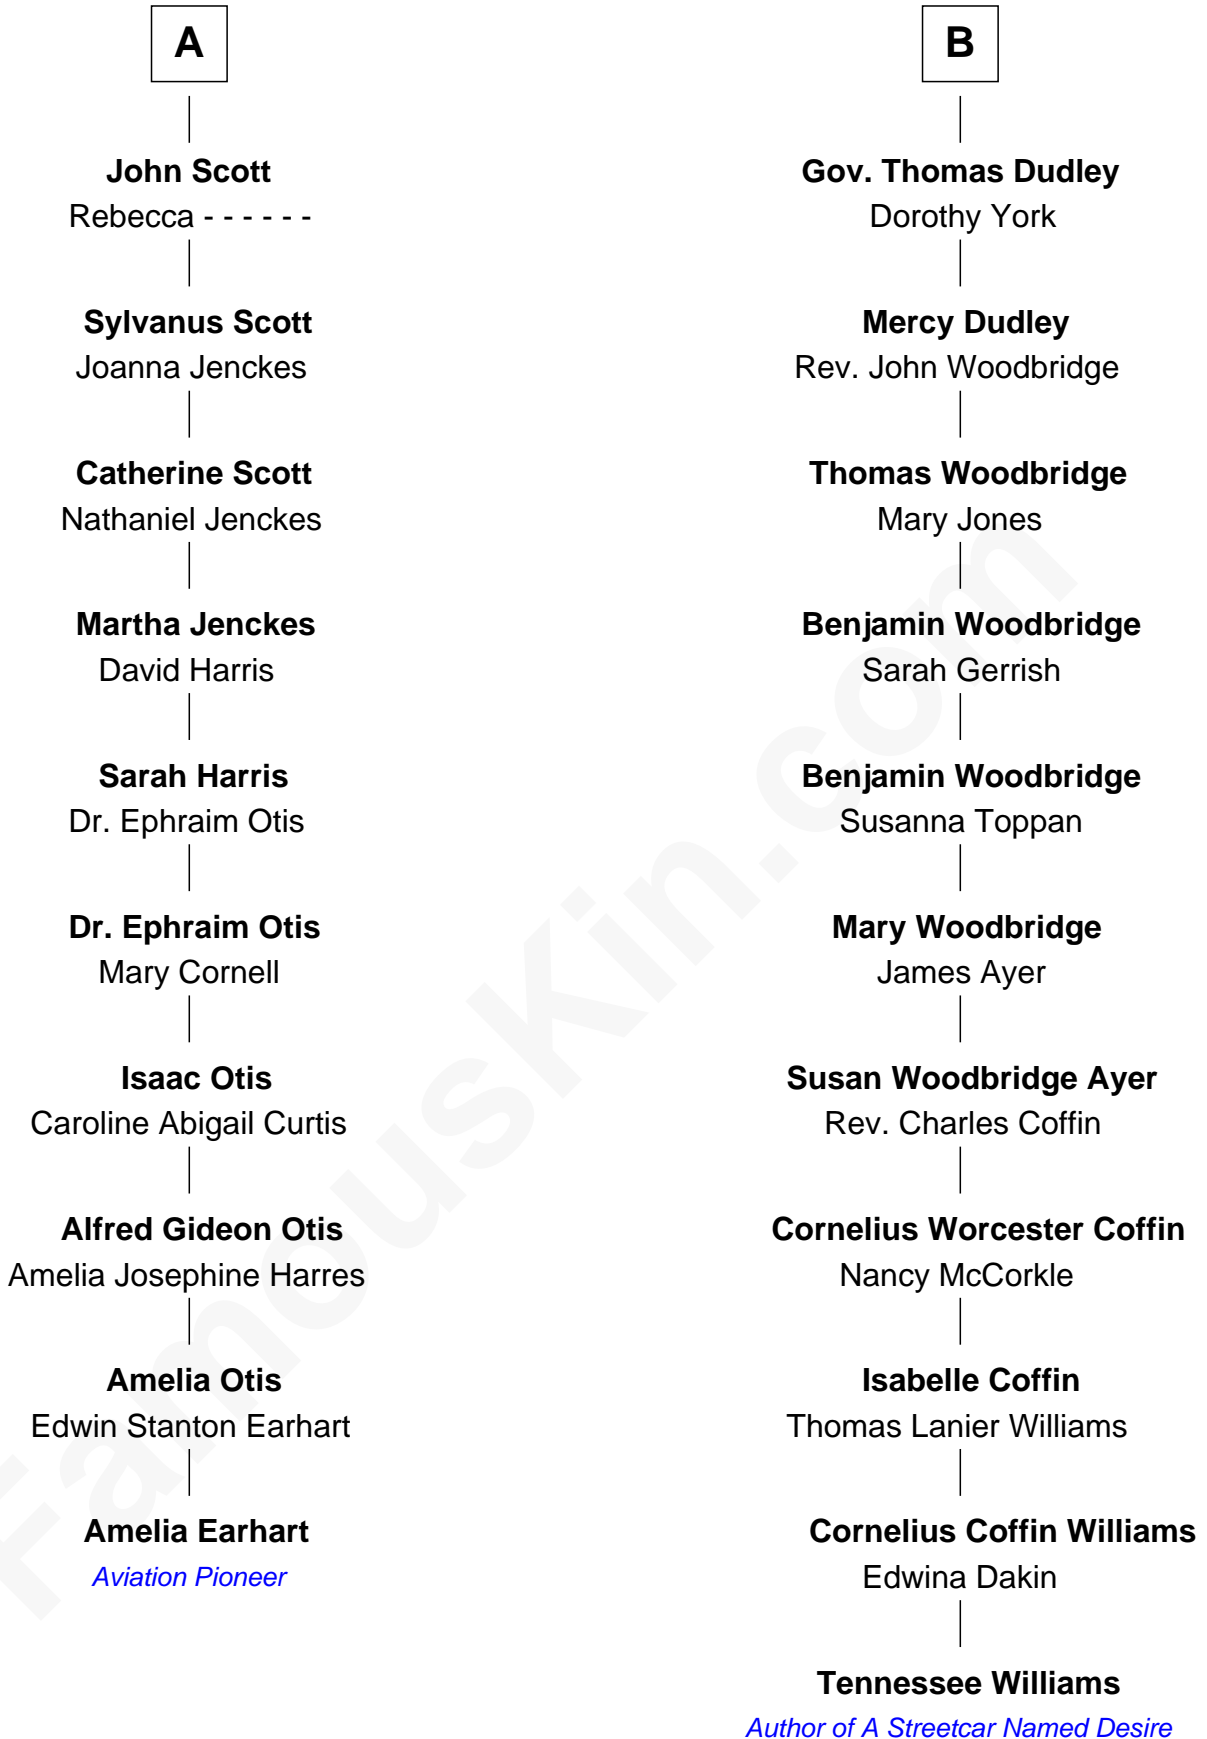 A
John Scott
Rebecca - - - - - -
Sylvanus Scott
Joanna Jenckes
Catherine Scott
Nathaniel Jenckes
Martha Jenckes
David Harris
Sarah Harris
Dr. Ephraim Otis
Dr. Ephraim Otis
Mary Cornell
Isaac Otis
Caroline Abigail Curtis
Alfred Gideon Otis
Amelia Josephine Harres
Amelia Otis
Edwin Stanton Earhart
Amelia Earhart
Aviation Pioneer
B
Gov. Thomas Dudley
Dorothy York
Mercy Dudley
Rev. John Woodbridge
Thomas Woodbridge
Mary Jones
Benjamin Woodbridge
Sarah Gerrish
Benjamin Woodbridge
Susanna Toppan
Mary Woodbridge
James Ayer
Susan Woodbridge Ayer
Rev. Charles Coffin
Cornelius Worcester Coffin
Nancy McCorkle
Isabelle Coffin
Thomas Lanier Williams
Cornelius Coffin Williams
Edwina Dakin
Tennessee Williams
Author of A Streetcar Named Desire
FamousKin.com